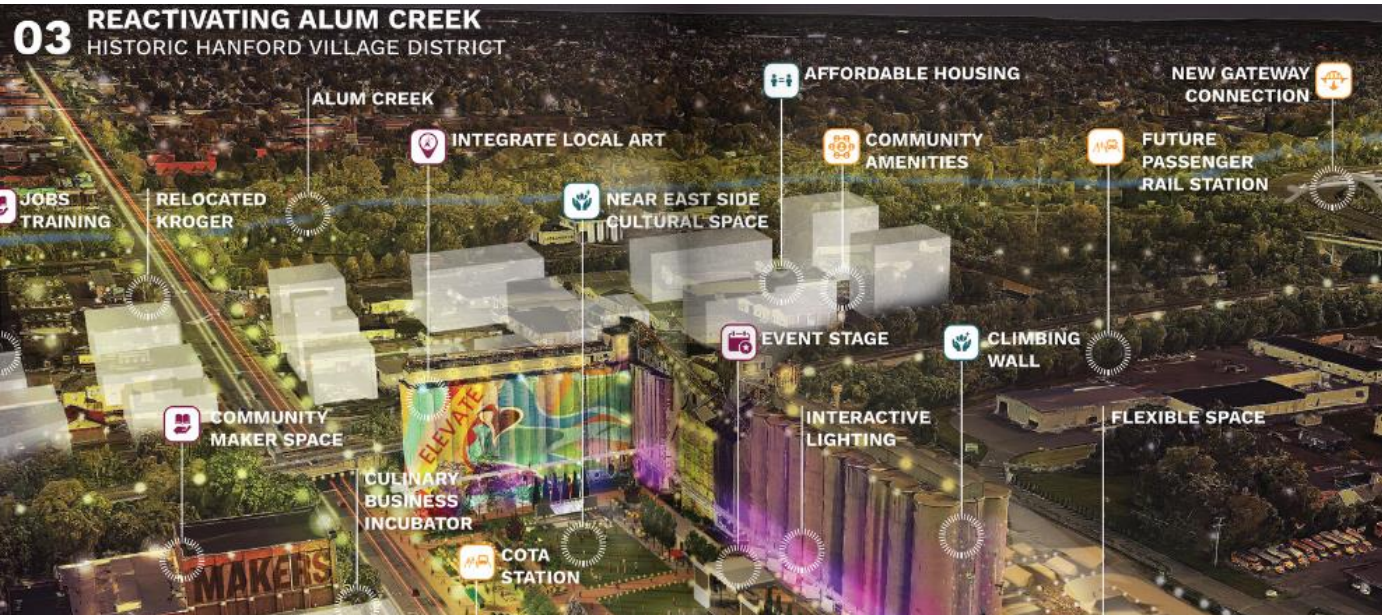 03
REACTIVATING ALUM CREEK
HISTORIC HANFORD VILLAGE DISTRICT
AFFORDABLE HOUSING
NEW GATEWAY
CONNECTION
ALUM CREEK
INTEGRATE LOCAL ART
COMMUNITY
AMENITIES
FUTURE
PASSENGER
RAIL STATION
JOBS
TRAINING
RELOCATED
KROGER
NEAR EAST SIDE
CULTURAL SPACE
EVENT STAGE
CLIMBING
WALL
ELEVATE
COMMUNITY
MAKER SPACE
INTERACTIVE
LIGHTING
FLEXIBLE SPACE
CULINARY
BUSINESS
INCUBATOR
COTA
STATION
MAKERS